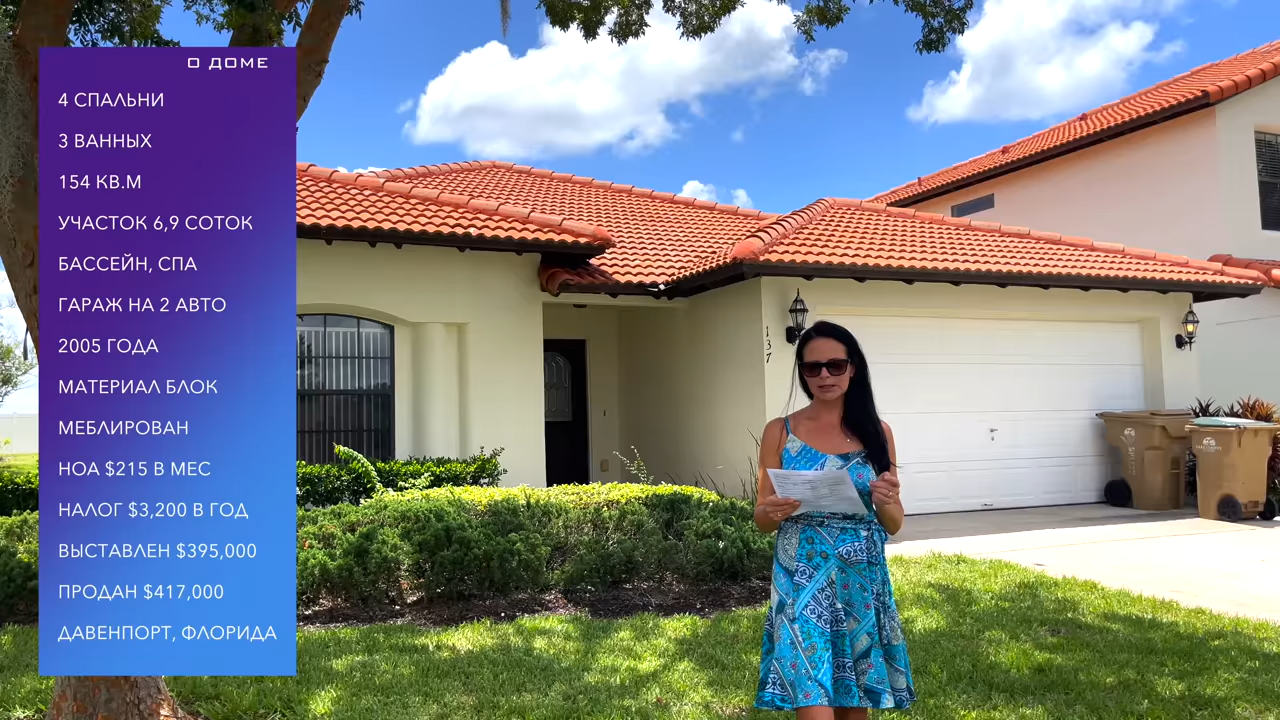 О ДОМЕ
4 СПАЛЬНИ
3 ВАННЫХ
154 КВ.М
УЧАСТОК 6,9 СОТОК
БАССЕЙН, СПА
ГАРАЖ НА 2 АВТО
2005 ГОДА
МАТЕРИАЛ БЛОК
МЕБЛИРОВАН
HOA $215 В МЕС
НАЛОГ $3,200 В ГОД
ВЫСТАВЛЕН $395,000
ПРОДАН $417,000
ДАВЕНПОРТ, ФЛОРИДА
137